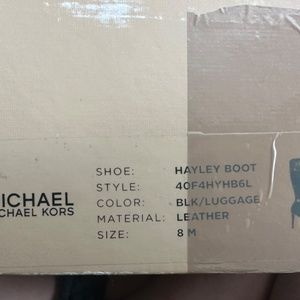 MICHAEL
MICHAEL KORS
SHOE: HAYLEY BOOT
STYLE: 40F4HYHB6L
COLOR: BLK/LUGGAGE
MATERIAL: LEATHER
SIZE: 8 M